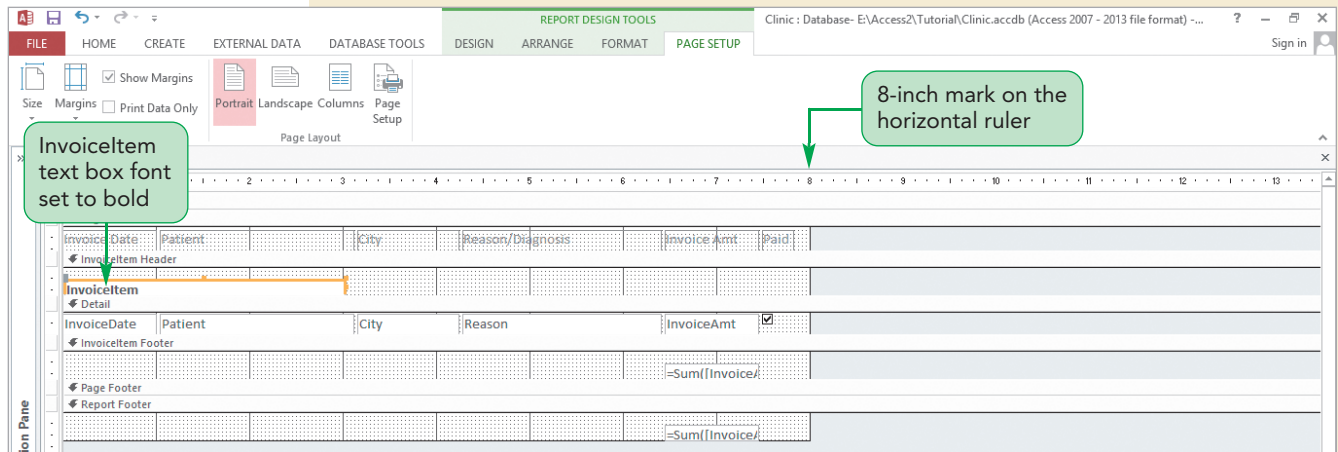 REPORT DESIGN TOOLS
Clinic : Database- E:\Access2\Tutorial\Clinic.accdb (Access 2007 - 2013 file format) -...
?
FILE HOME CREATE EXTERNAL DATA DATABASE TOOLS DESIGN ARRANGE FORMAT PAGE SETUP Sign in
Show Margins
Print Data Only
Size Margins Portrait Landscape Columns Page Setup
Page Layout
8-inch mark on the
horizontal ruler
InvoiceItem
text box font
set to bold
2 3 4 5 6 7 8 9 10 11 12 13
Invoice Date Patient City Reason/Diagnosis Invoice Amt Paid
InvoiceItem Header
InvoiceItem
Detail
InvoiceDate Patient City Reason InvoiceAmt
InvoiceItem Footer
=Sum([Invoice
Page Footer
Report Footer
=Sum([Invoice